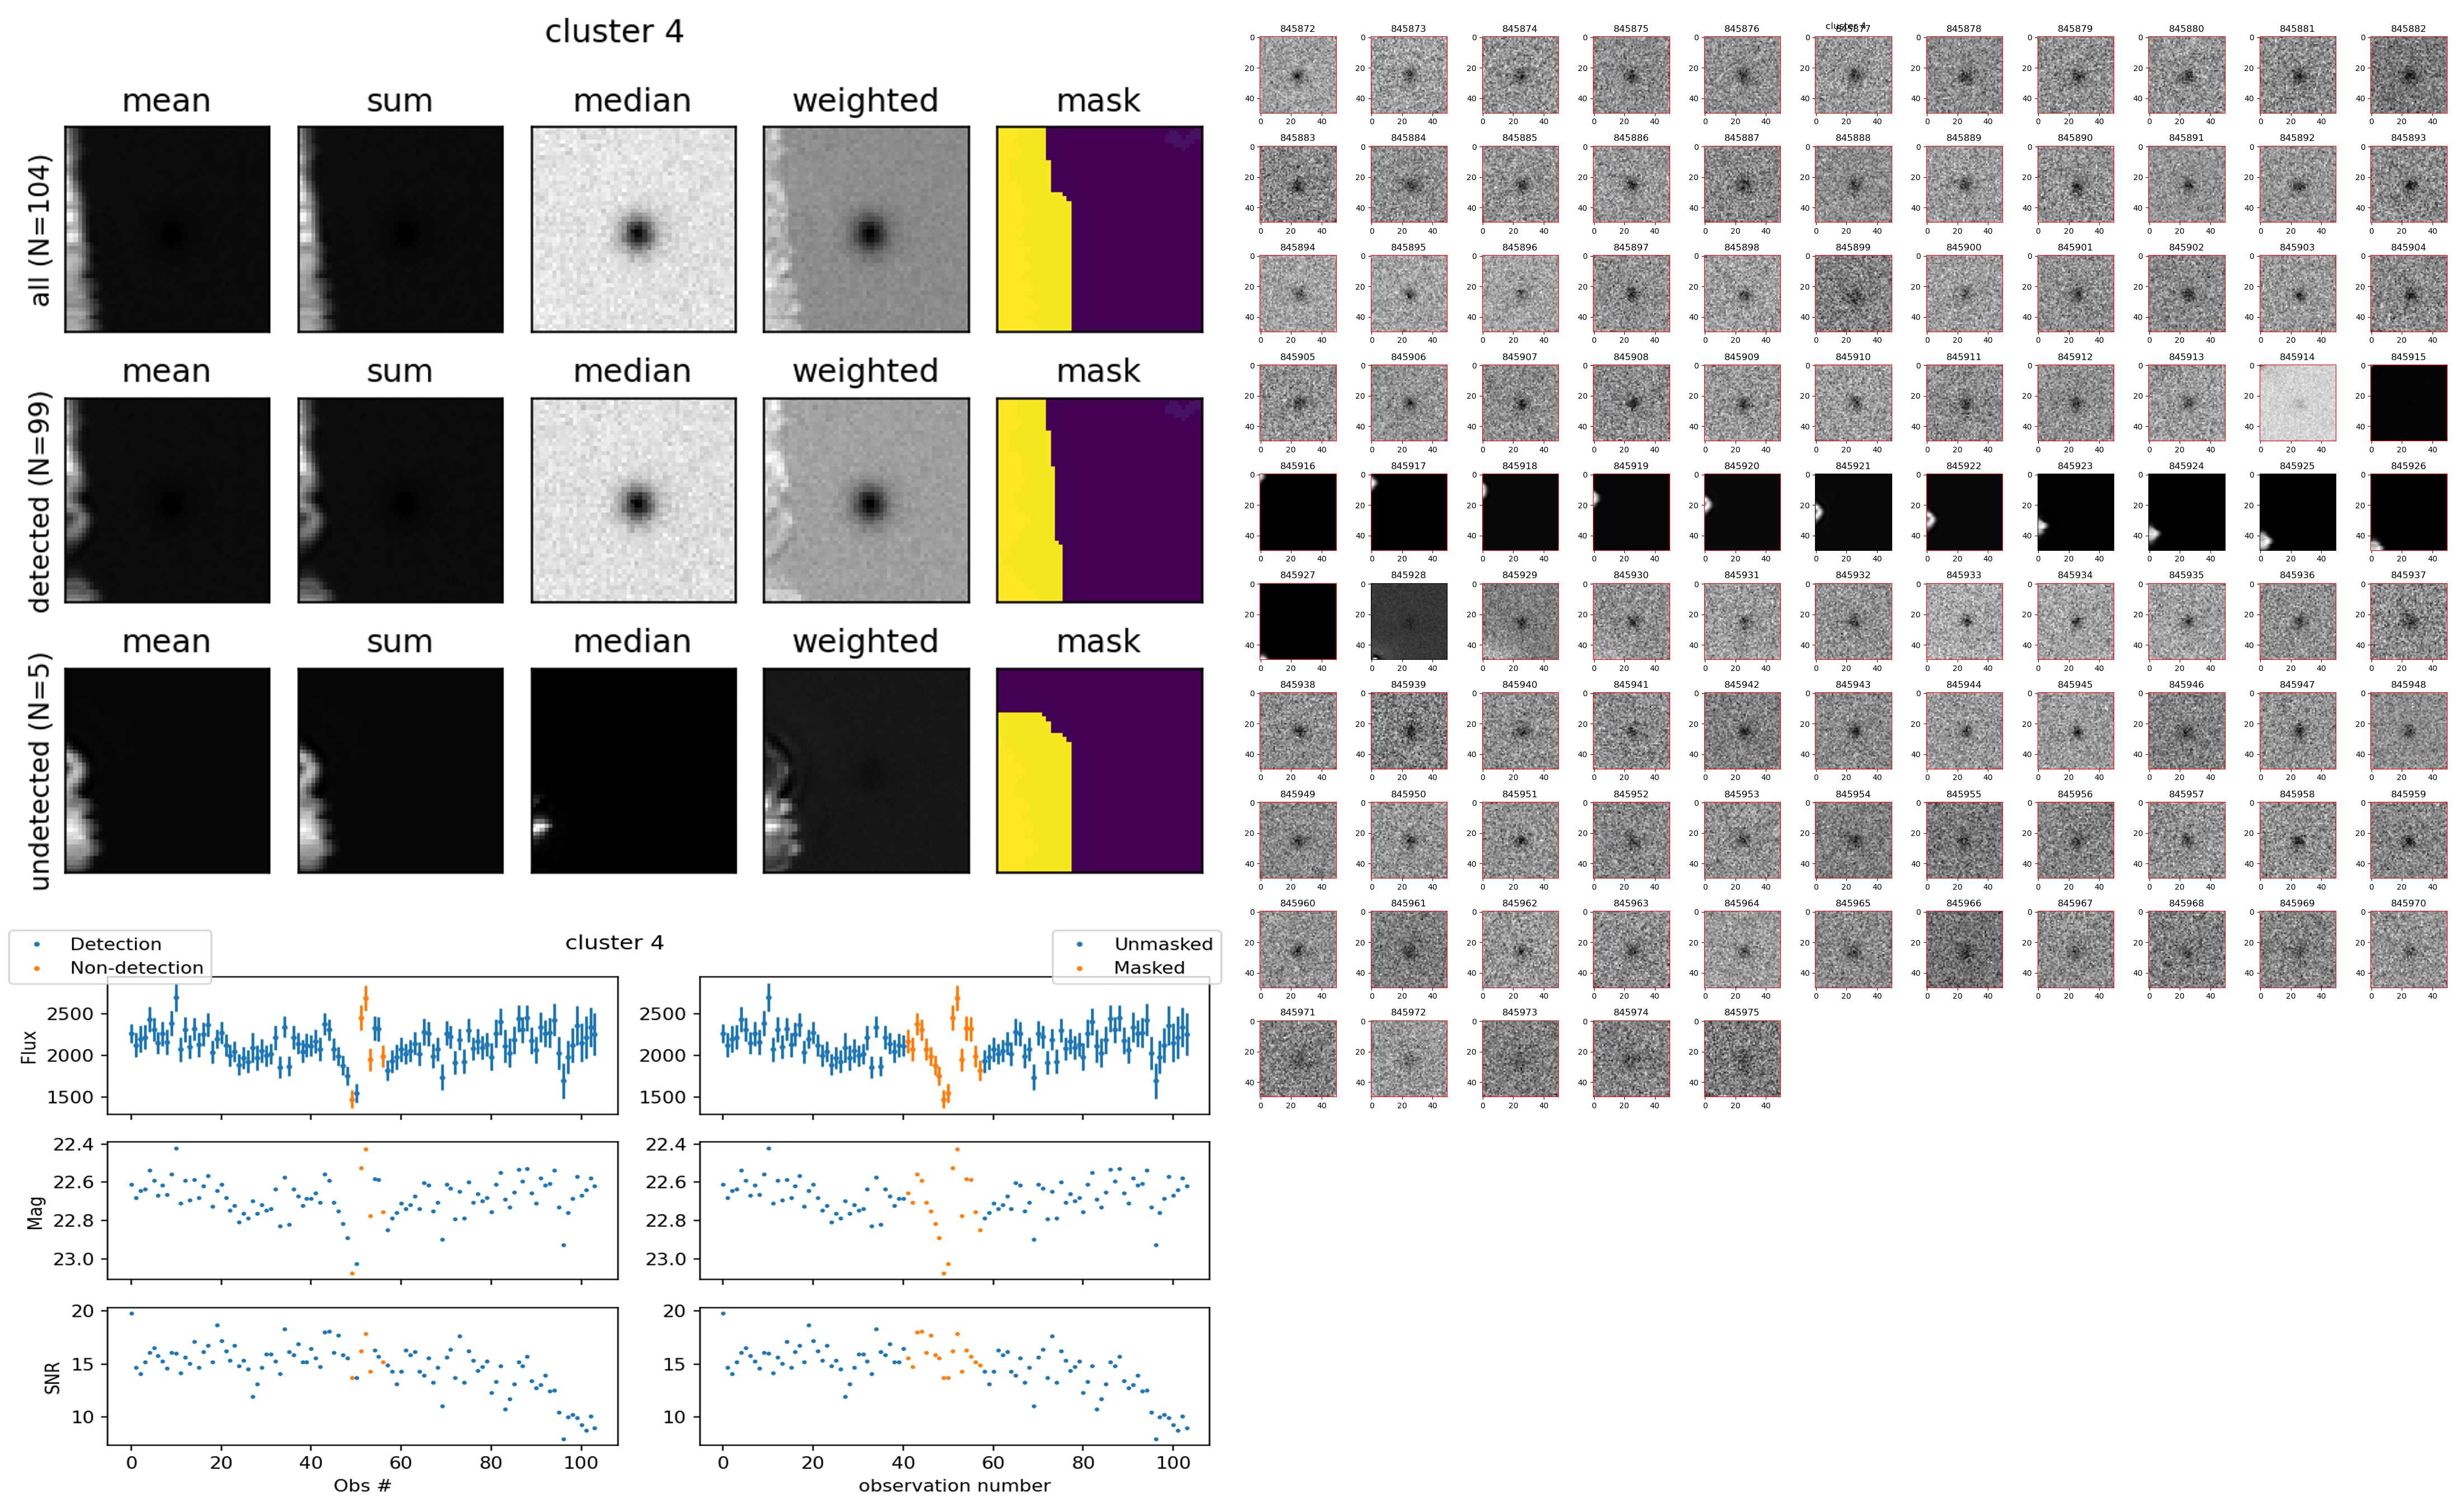 cluster 4
mean sum median weighted mask
all (N=104)
mean sum median weighted mask
detected (N=99)
mean sum median weighted mask
undetected (N=5)
Detection
Non-detection
cluster 4
Unmasked
Masked
Flux
2500
2000
1500
2500
2000
1500
Mag
22.4
22.6
22.8
23.0
22.4
22.6
22.8
23.0
SNR
20
15
10
20
15
10
0 20 40 60 80 100
Obs #
0 20 40 60 80 100
observation number
cluster 4
845872 845873 845874 845875 845876 845877 845878 845879 845880 845881 845882
845883 845884 845885 845886 845887 845888 845889 845890 845891 845892 845893
845894 845895 845896 845897 845898 845899 845900 845901 845902 845903 845904
845905 845906 845907 845908 845909 845910 845911 845912 845913 845914 845915
845916 845917 845918 845919 845920 845921 845922 845923 845924 845925 845926
845927 845928 845929 845930 845931 845932 845933 845934 845935 845936 845937
845938 845939 845940 845941 845942 845943 845944 845945 845946 845947 845948
845949 845950 845951 845952 845953 845954 845955 845956 845957 845958 845959
845960 845961 845962 845963 845964 845965 845966 845967 845968 845969 845970
845971 845972 845973 845974 845975